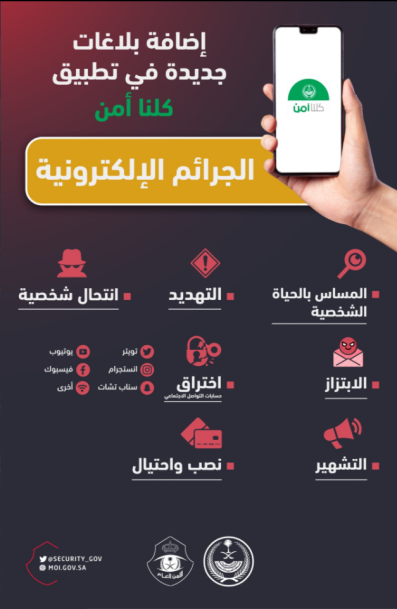 إضافة بلاغات
جديدة في تطبيق
كلنا أمن
كلنا أمن
الجرائم الإلكترونية
المساس بالحياة
الشخصية
التهديد
انتحال شخصية
الابتزاز
اختراق
حسابات التواصل الاجتماعي
تويتر
يوتيوب
انستجرام
فيسبوك
سناب تشات
أخرى
التشهير
نصب واحتيال
@SECURITY_GOV
MOI.GOV.SA
الأمن العام